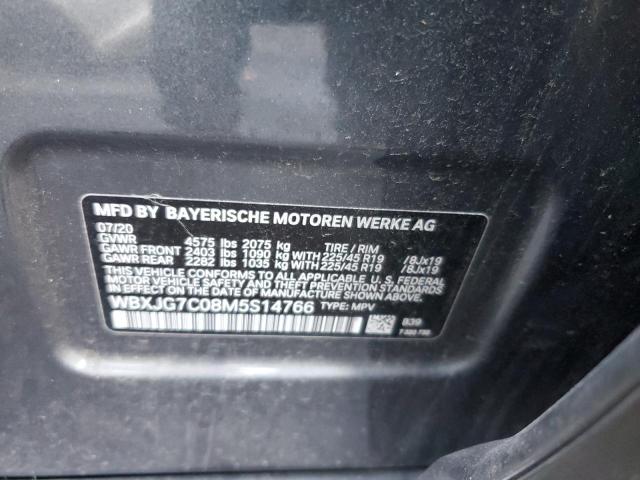 MFD BY BAYERISCHE MOTOREN WERKE AG
07/20
GVWR 4575 lbs 2075 kg TIRE / RIM
GAWR FRONT 2403 lbs 1090 kg WITH 225/45 R19 /8Jx19
GAWR REAR 2282 lbs 1035 kg WITH 225/45 R19 /8Jx19
THIS VEHICLE CONFORMS TO ALL APPLICABLE U.S. FEDERAL
MOTOR VEHICLE SAFETY, BUMPER, AND THEFT PREVENTION
STANDARDS IN EFFECT ON THE DATE OF MANUFACTURE SHOWN ABOVE.
WBXJG7C08M5S14766 TYPE: MPV
839